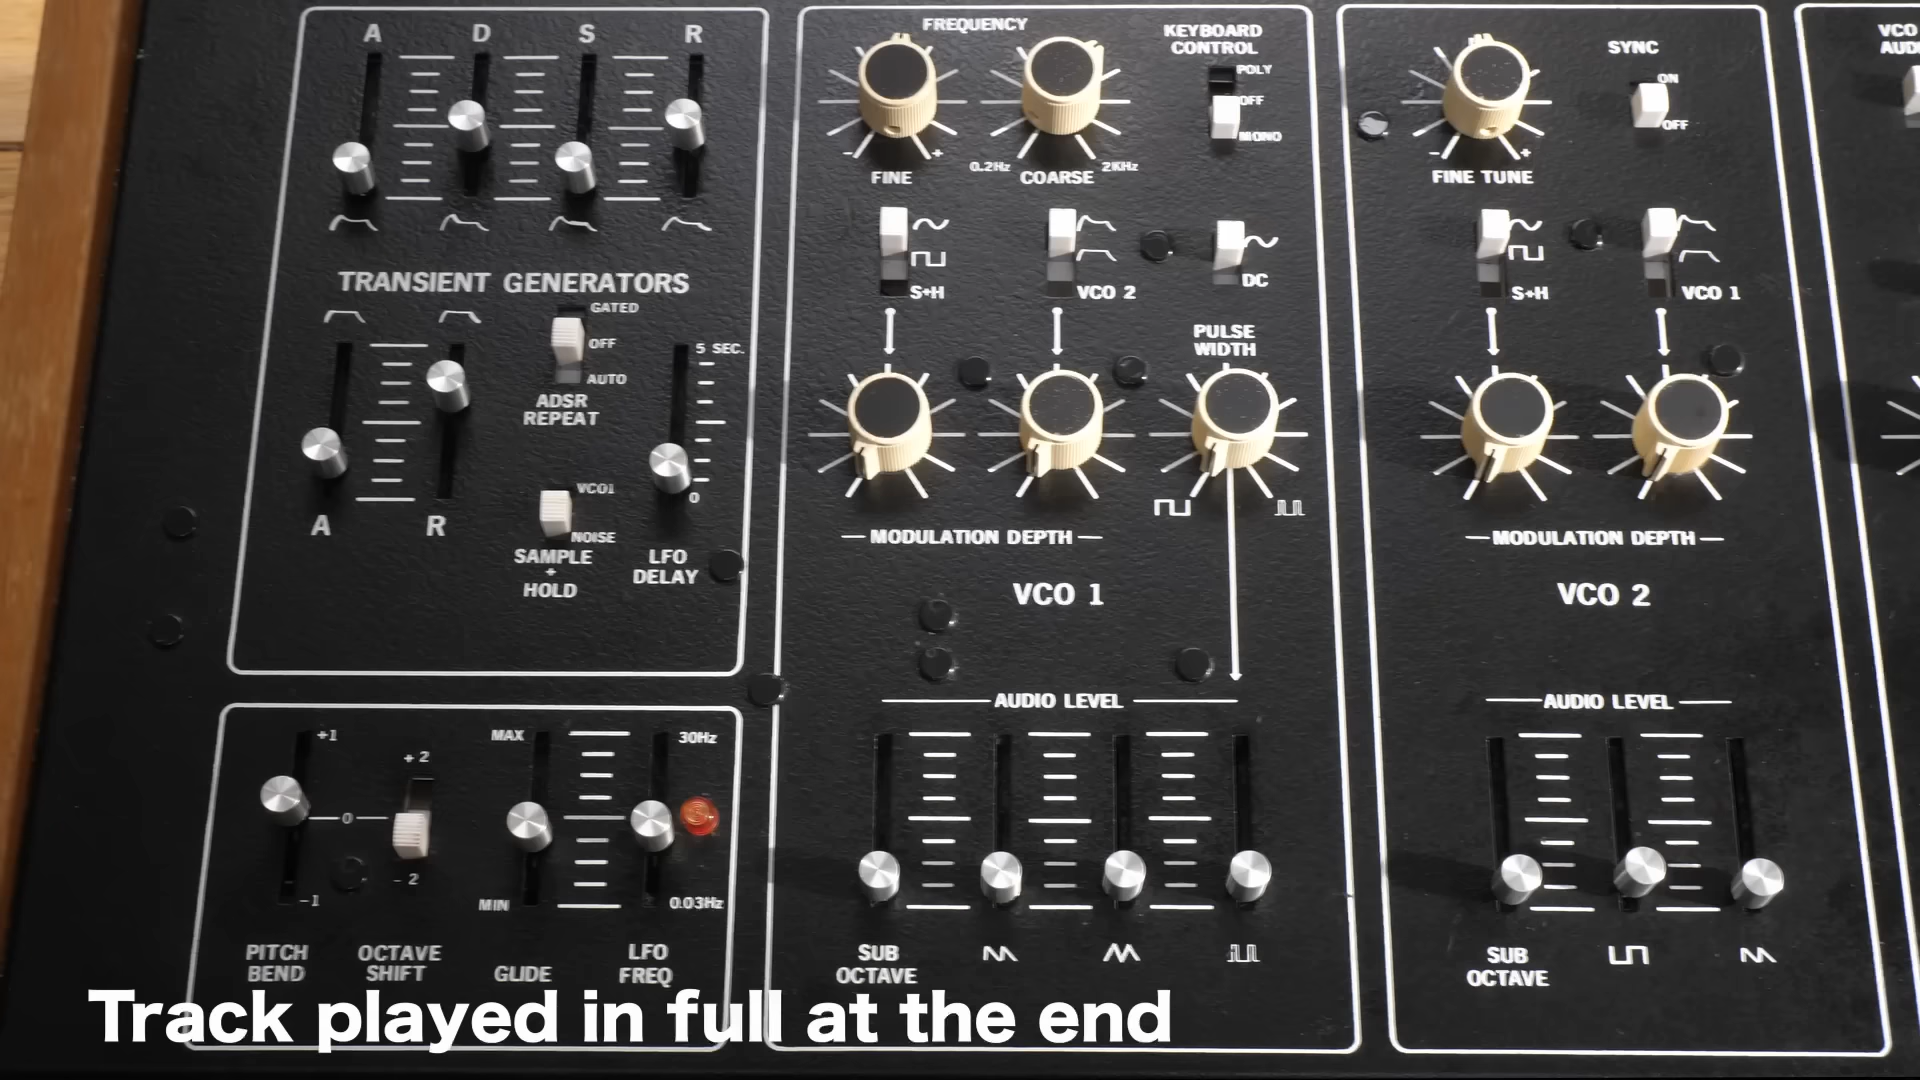 A D S R
TRANSIENT GENERATORS
GATED
OFF
AUTO
ADSR
REPEAT
5 SEC.
0
A R
VCO1
NOISE
SAMPLE
+
HOLD
LFO
DELAY
+1
0
-1
PITCH
BEND
+2
-2
OCTAVE
SHIFT
MAX
MIN
GLIDE
30Hz
0.03Hz
LFO
FREQ
FREQUENCY
- +
FINE
0.2Hz 2KHz
COARSE
KEYBOARD
CONTROL
POLY
OFF
MONO
S+H
VCO 2
DC
PULSE
WIDTH
MODULATION DEPTH
VCO 1
AUDIO LEVEL
SUB
OCTAVE
- +
FINE TUNE
SYNC
ON
OFF
S+H
VCO 1
MODULATION DEPTH
VCO 2
AUDIO LEVEL
SUB
OCTAVE
VCO
Track played in full at the end